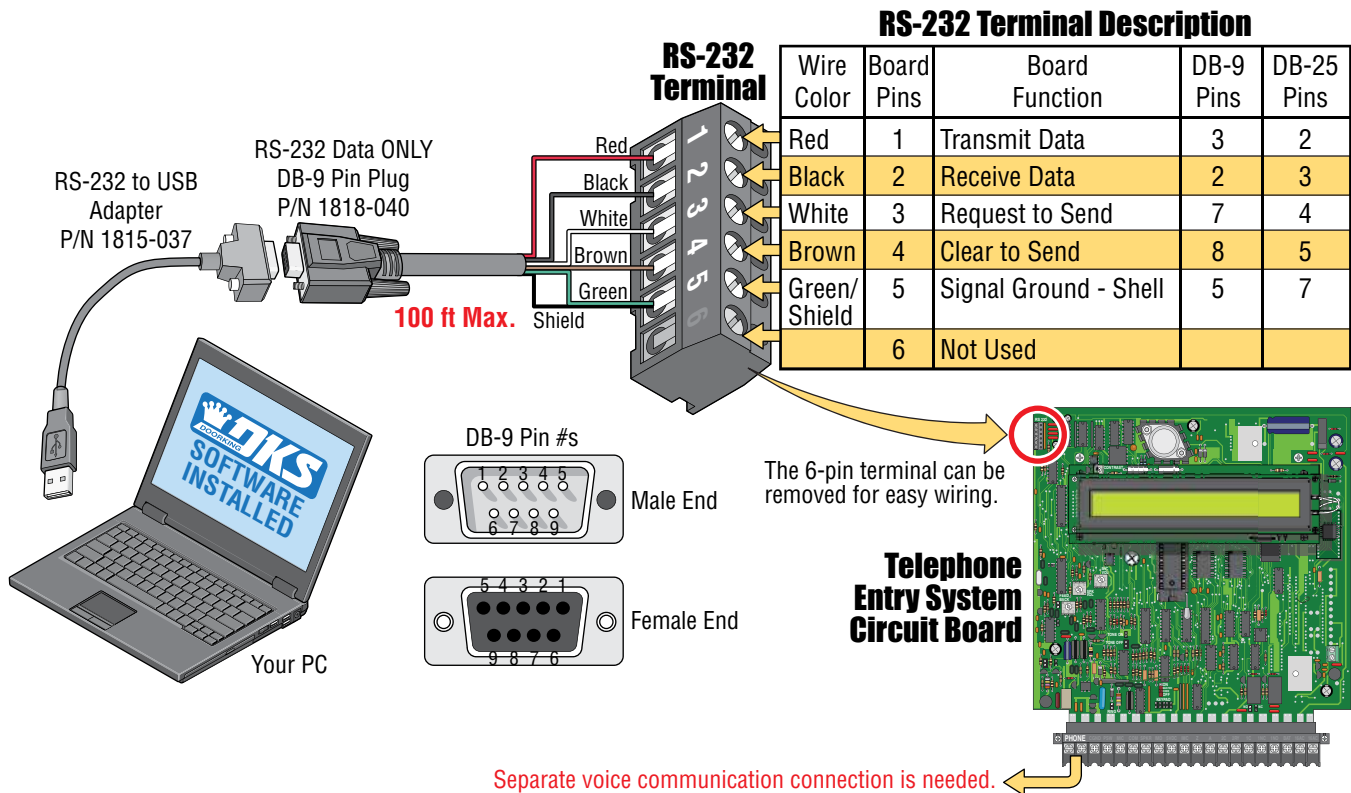 RS-232 Terminal Description
Wire Color
Board Pins
Board Function
DB-9 Pins
DB-25 Pins
Red 1 Transmit Data 3 2
Black 2 Receive Data 2 3
White 3 Request to Send 7 4
Brown 4 Clear to Send 8 5
Green/ Shield 5 Signal Ground - Shell 5 7
6 Not Used
RS-232
Terminal
1
2
3
4
5
6
Red
Black
White
Brown
Green
Shield
100 ft Max.
RS-232 Data ONLY
DB-9 Pin Plug
P/N 1818-040
RS-232 to USB
Adapter
P/N 1815-037
DKS
DOORKING
SOFTWARE
INSTALLED
Your PC
DB-9 Pin #s
1 2 3 4 5
6 7 8 9
Male End
5 4 3 2 1
9 8 7 6
Female End
The 6-pin terminal can be
removed for easy wiring.
Telephone
Entry System
Circuit Board
CONTRAST
PHONE
Separate voice communication connection is needed.